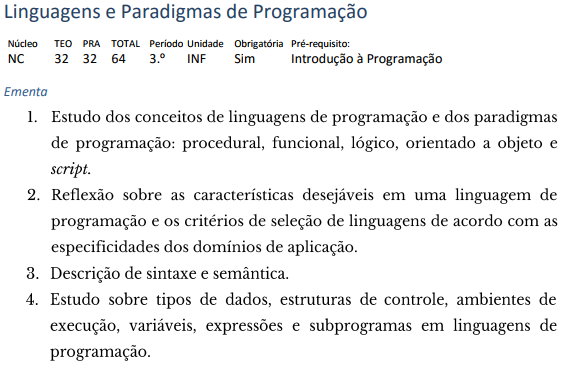 Linguagens e Paradigmas de Programação
Núcleo TEO PRA TOTAL Período Unidade Obrigatória Pré-requisito:
NC 32 32 64 3.º INF Sim Introdução à Programação
Ementa
1. Estudo dos conceitos de linguagens de programação e dos paradigmas
de programação: procedural, funcional, lógico, orientado a objeto e
script.
2. Reflexão sobre as características desejáveis em uma linguagem de
programação e os critérios de seleção de linguagens de acordo com as
especificidades dos domínios de aplicação.
3. Descrição de sintaxe e semântica.
4. Estudo sobre tipos de dados, estruturas de controle, ambientes de
execução, variáveis, expressões e subprogramas em linguagens de
programação.